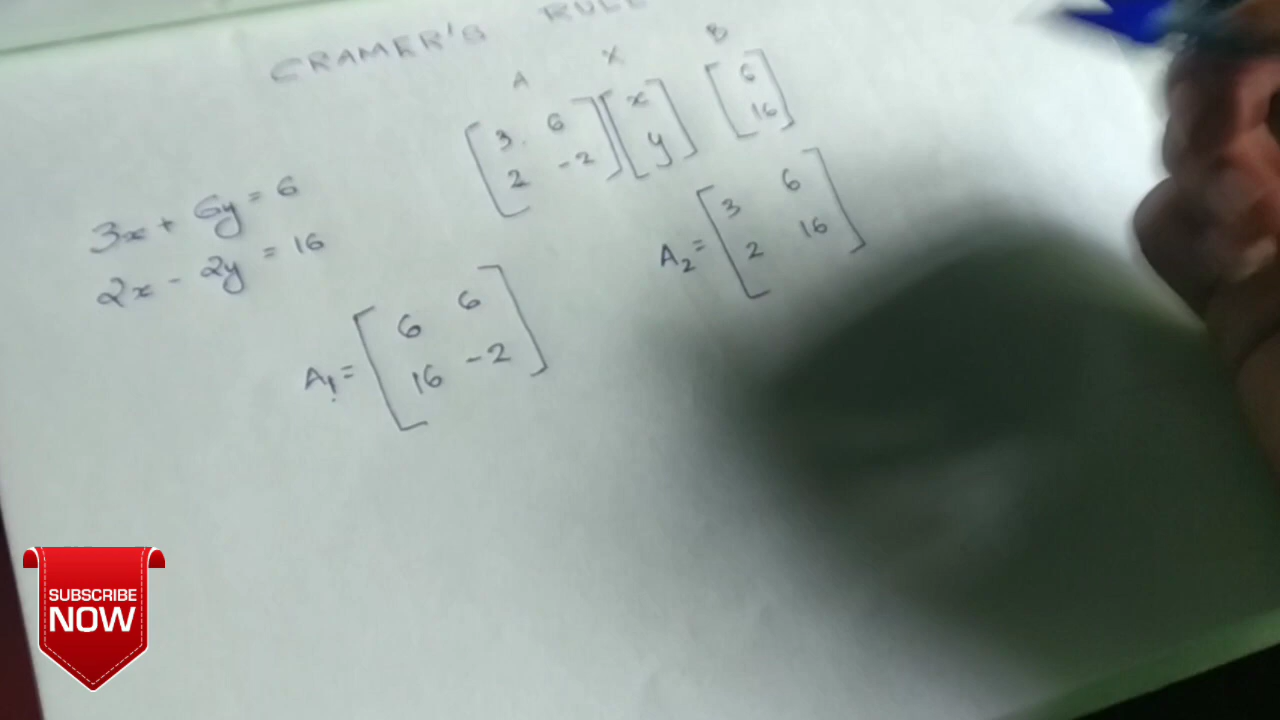 CRAMER'S RULE
A X B
[3. 6] [x] [6]
[2 -2] [y] [16]
3x + 6y = 6
2x - 2y = 16
A2 = [3 6]
[2 16]
A1 = [6 6]
[16 -2]
SUBSCRIBE
NOW